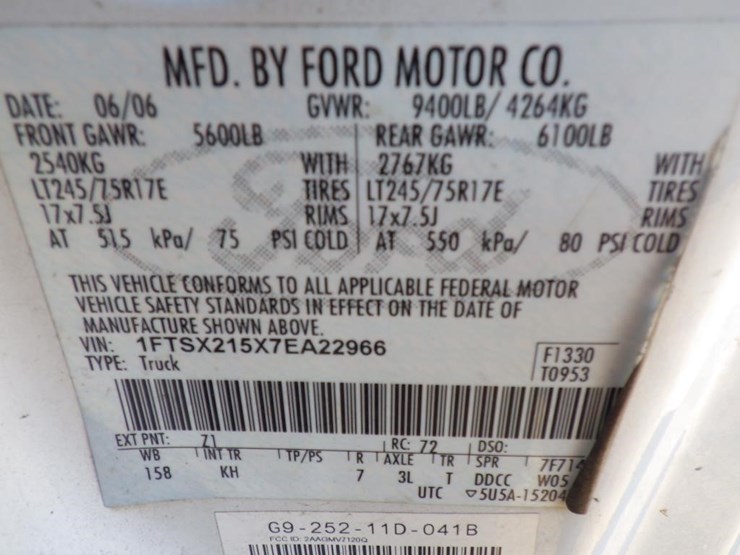 MFD. BY FORD MOTOR CO.
DATE: 06/06 GVWR: 9400LB/ 4264KG
FRONT GAWR: 5600LB REAR GAWR: 6100LB
2540KG WITH 2767KG WITH
LT245/75R17E TIRES LT245/75R17E TIRES
17x7.5J RIMS 17x7.5J RIMS
AT 515 kPa/ 75 PSI COLD AT 550 kPa/ 80 PSI COLD
THIS VEHICLE CONFORMS TO ALL APPLICABLE FEDERAL MOTOR
VEHICLE SAFETY STANDARDS IN EFFECT ON THE DATE OF
MANUFACTURE SHOWN ABOVE.
VIN: 1FTSX215X7EA22966
TYPE: Truck
F1330
T0953
EXT PNT: Z1 RC: 72 DSO:
WB INT TR TP/PS R AXLE TR SPR 7F714
158 KH 7 3L T DDCC W05
UTC ▽5U5A-15204
G9-252-11D-041B
FCC ID: 2AAGMVZ120G